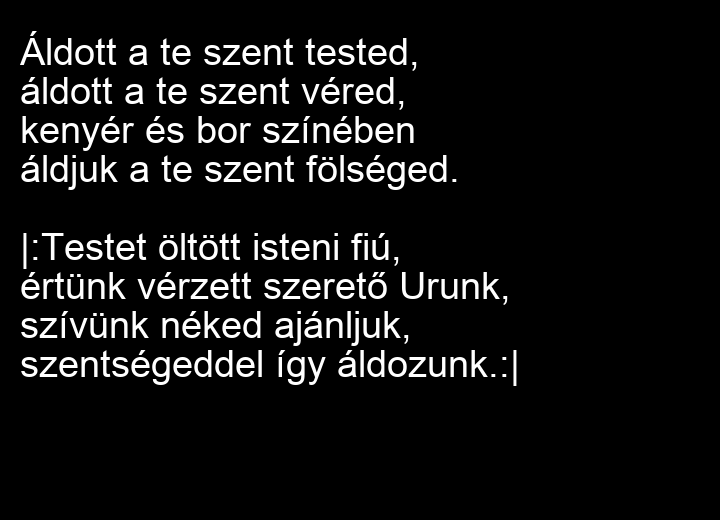 Áldott a te szent tested,
áldott a te szent véred,
kenyér és bor színében
áldjuk a te szent fölséged.

|:Testet öltött isteni fiú,
értünk vérzett szerető Urunk,
szívünk néked ajánljuk,
szentségeddel így áldozunk.:|